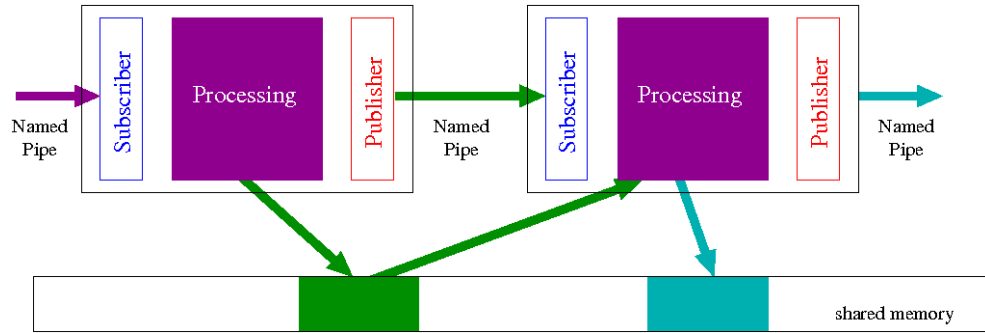 Subscriber
Processing
Publisher
Subscriber
Processing
Publisher
Named
Pipe
Named
Pipe
Named
Pipe
shared memory